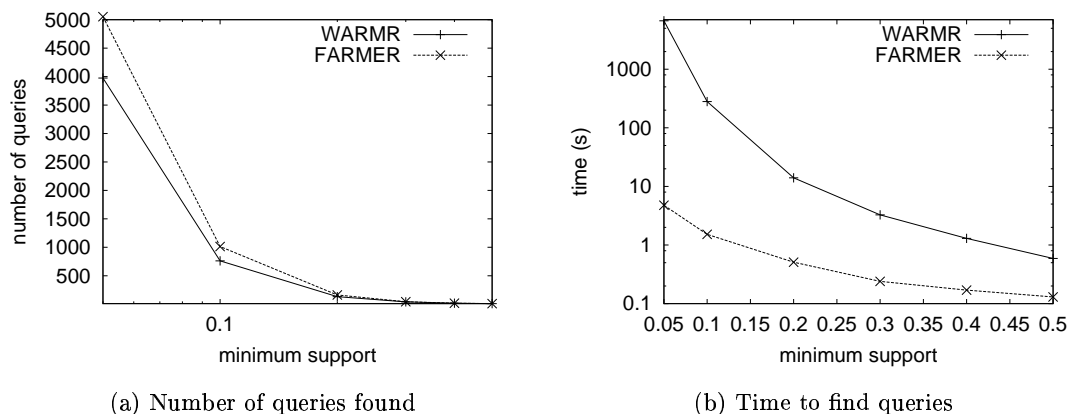 5000
4500
4000
3500
3000
2500
2000
1500
1000
500
0.1
number of queries
minimum support
WARMR
FARMER
(a) Number of queries found
1000
100
10
1
0.1
0.05 0.1 0.15 0.2 0.25 0.3 0.35 0.4 0.45 0.5
time (s)
minimum support
WARMR
FARMER
(b) Time to find queries